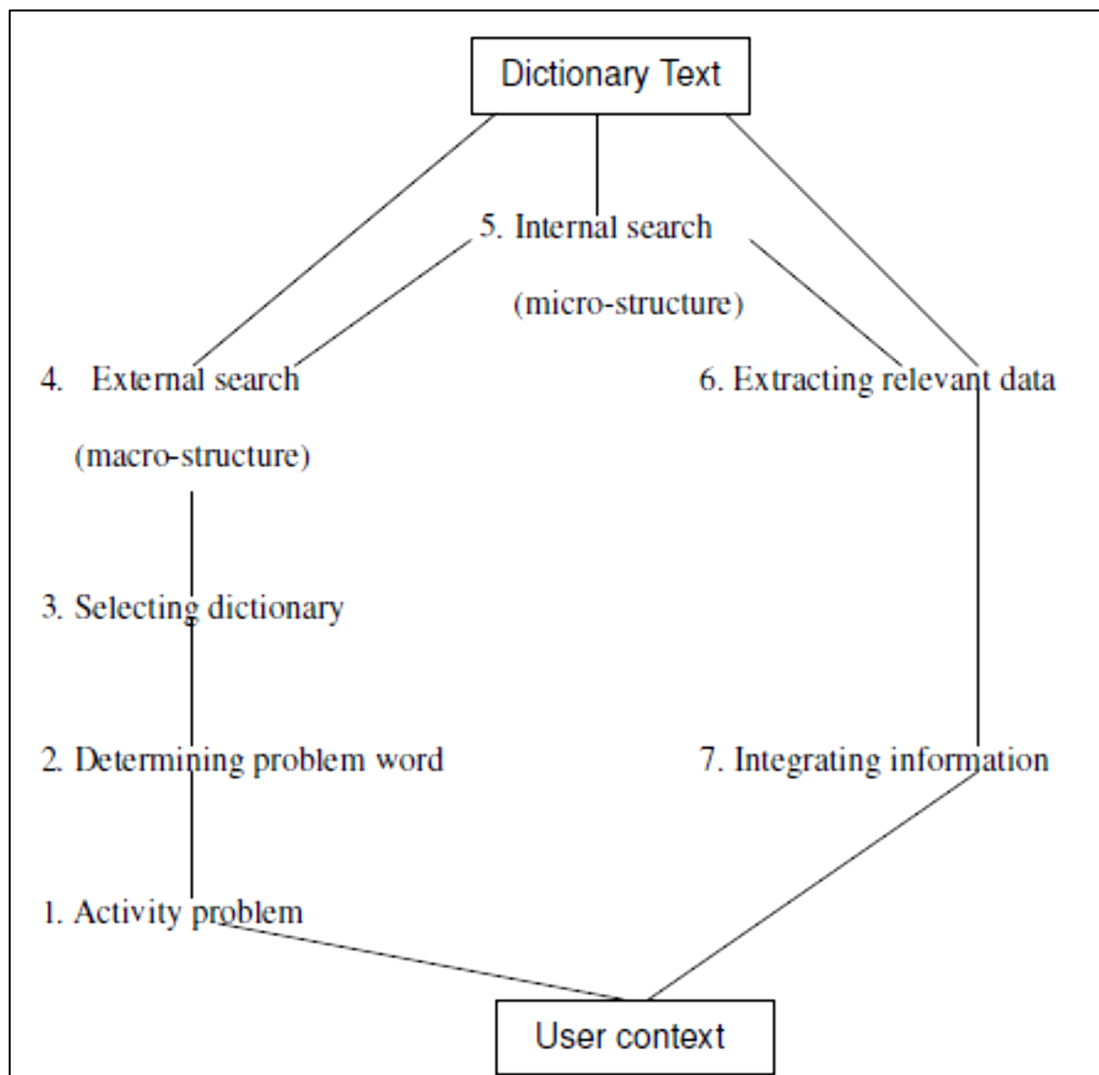 Dictionary Text
5. Internal search
(micro-structure)
4. External search
6. Extracting relevant data
(macro-structure)
3. Selecting dictionary
2. Determining problem word
7. Integrating information
1. Activity problem
User context